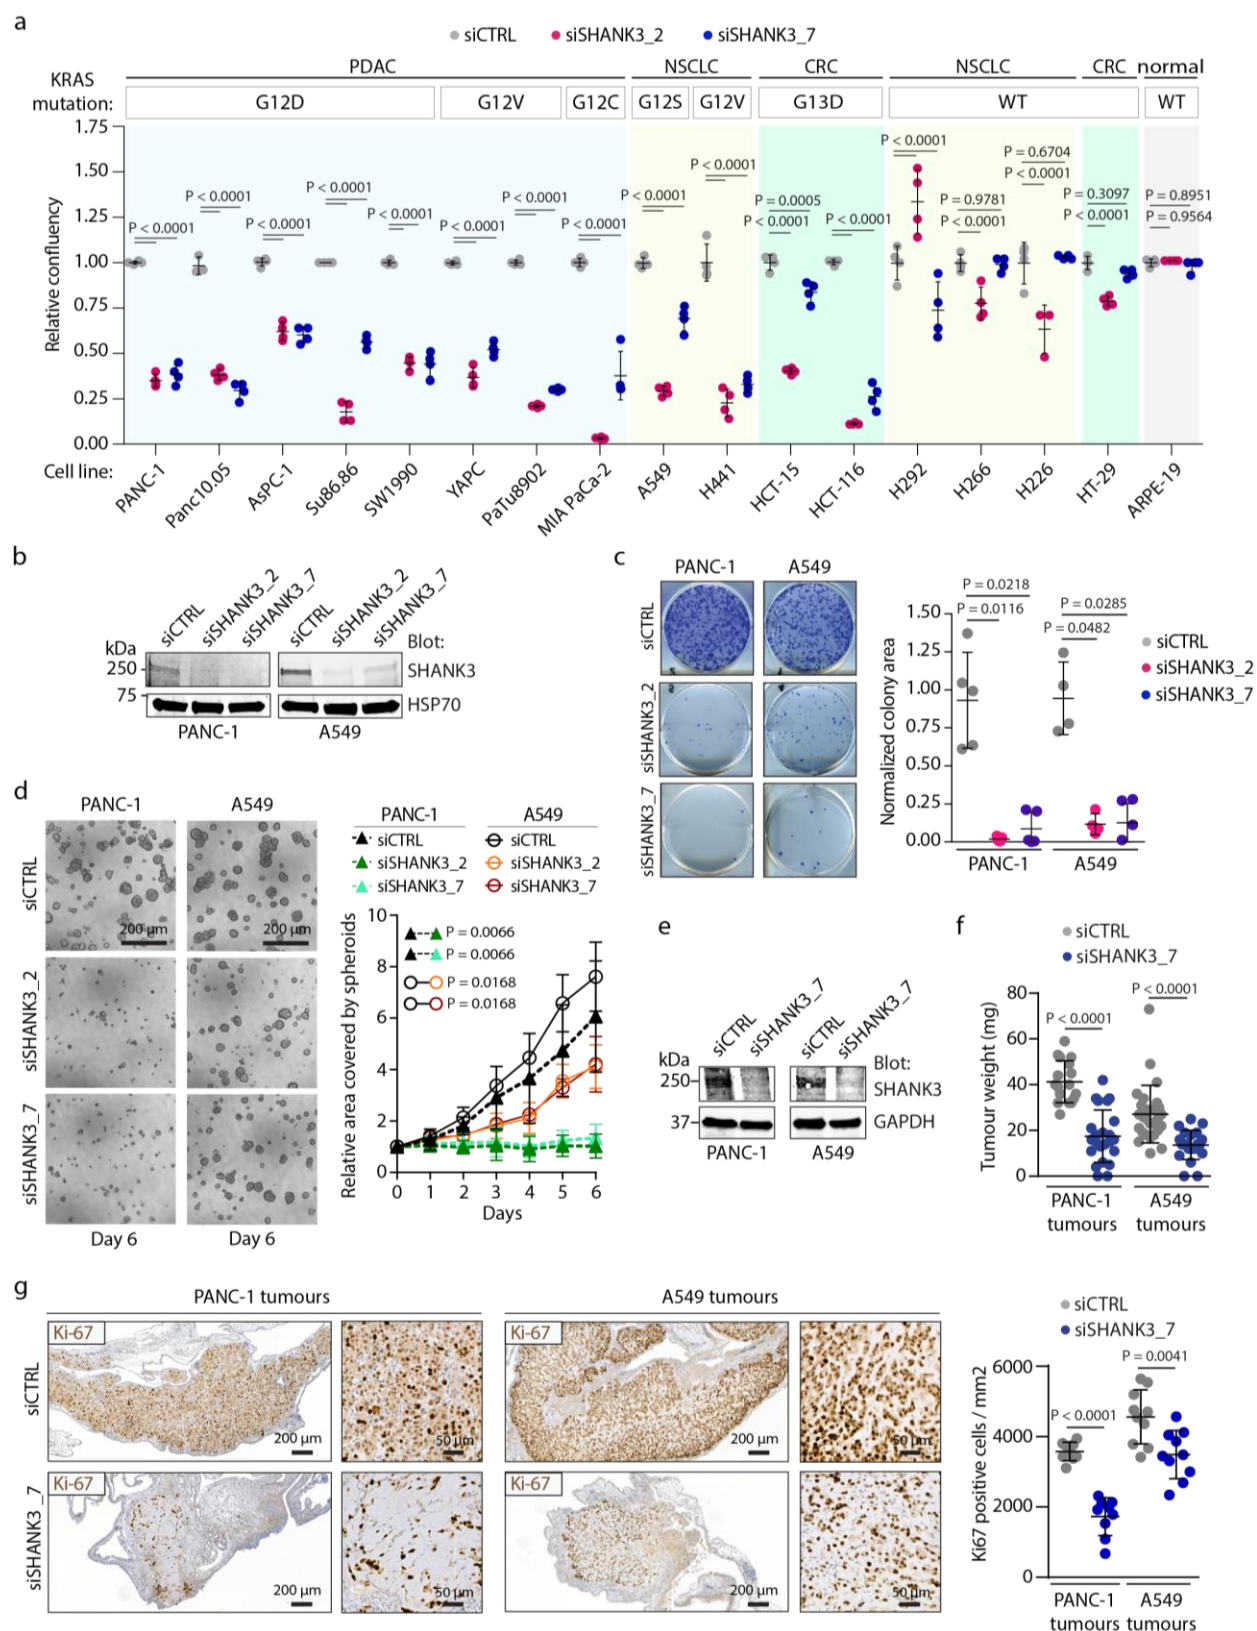 a
siCTRL siSHANK3_2 siSHANK3_7
KRAS mutation:
PDAC NSCLC CRC NSCLC CRC normal
G12D G12V G12C G12S G12V G13D WT WT
Relative confluency
1.75
1.50
1.25
1.00
0.75
0.50
0.25
0.00
P < 0.0001
P < 0.0001
P < 0.0001
P < 0.0001
P < 0.0001
P < 0.0001
P < 0.0001
P < 0.0001
P < 0.0001
P < 0.0001
P = 0.0005
P < 0.0001
P < 0.0001
P < 0.0001
P = 0.9781
P < 0.0001
P = 0.6704
P < 0.0001
P = 0.3097
P < 0.0001
P = 0.8951
P = 0.9564
Cell line:
PANC-1 Panc10.05 AsPC-1 Su86.86 SW1990 YAPC PaTu8902 MIA PaCa-2 A549 H441 HCT-15 HCT-116 H292 H266 H226 HT-29 ARPE-19
b
siCTRL siSHANK3_2 siSHANK3_7 siCTRL siSHANK3_2 siSHANK3_7
kDa Blot:
250 SHANK3
75 HSP70
PANC-1 A549
c
PANC-1 A549
siCTRL
siSHANK3_2
siSHANK3_7
Normalized colony area
1.50
1.25
1.00
0.75
0.50
0.25
0.00
P = 0.0218
P = 0.0116
P = 0.0285
P = 0.0482
PANC-1 A549
siCTRL
siSHANK3_2
siSHANK3_7
d
PANC-1 A549
siCTRL
200 µm 200 µm
siSHANK3_2
siSHANK3_7
Day 6 Day 6
PANC-1 A549
siCTRL siCTRL
siSHANK3_2 siSHANK3_2
siSHANK3_7 siSHANK3_7
Relative area covered by spheroids
10
8
6
4
2
0
P = 0.0066
P = 0.0066
P = 0.0168
P = 0.0168
0 1 2 3 4 5 6
Days
e
siCTRL siSHANK3_7 siCTRL siSHANK3_7
kDa Blot:
250 SHANK3
37 GAPDH
PANC-1 A549
f
siCTRL
siSHANK3_7
Tumour weight (mg)
80
60
40
20
0
P < 0.0001
P < 0.0001
PANC-1 tumours
A549 tumours
g
PANC-1 tumours A549 tumours
siCTRL
Ki-67 Ki-67
200 µm 50 µm 200 µm 50 µm
siSHANK3_7
Ki-67 Ki-67
200 µm 50 µm 200 µm 50 µm
siCTRL
siSHANK3_7
Ki67 positive cells / mm2
6000
4000
2000
0
P < 0.0001
P = 0.0041
PANC-1 tumours
A549 tumours